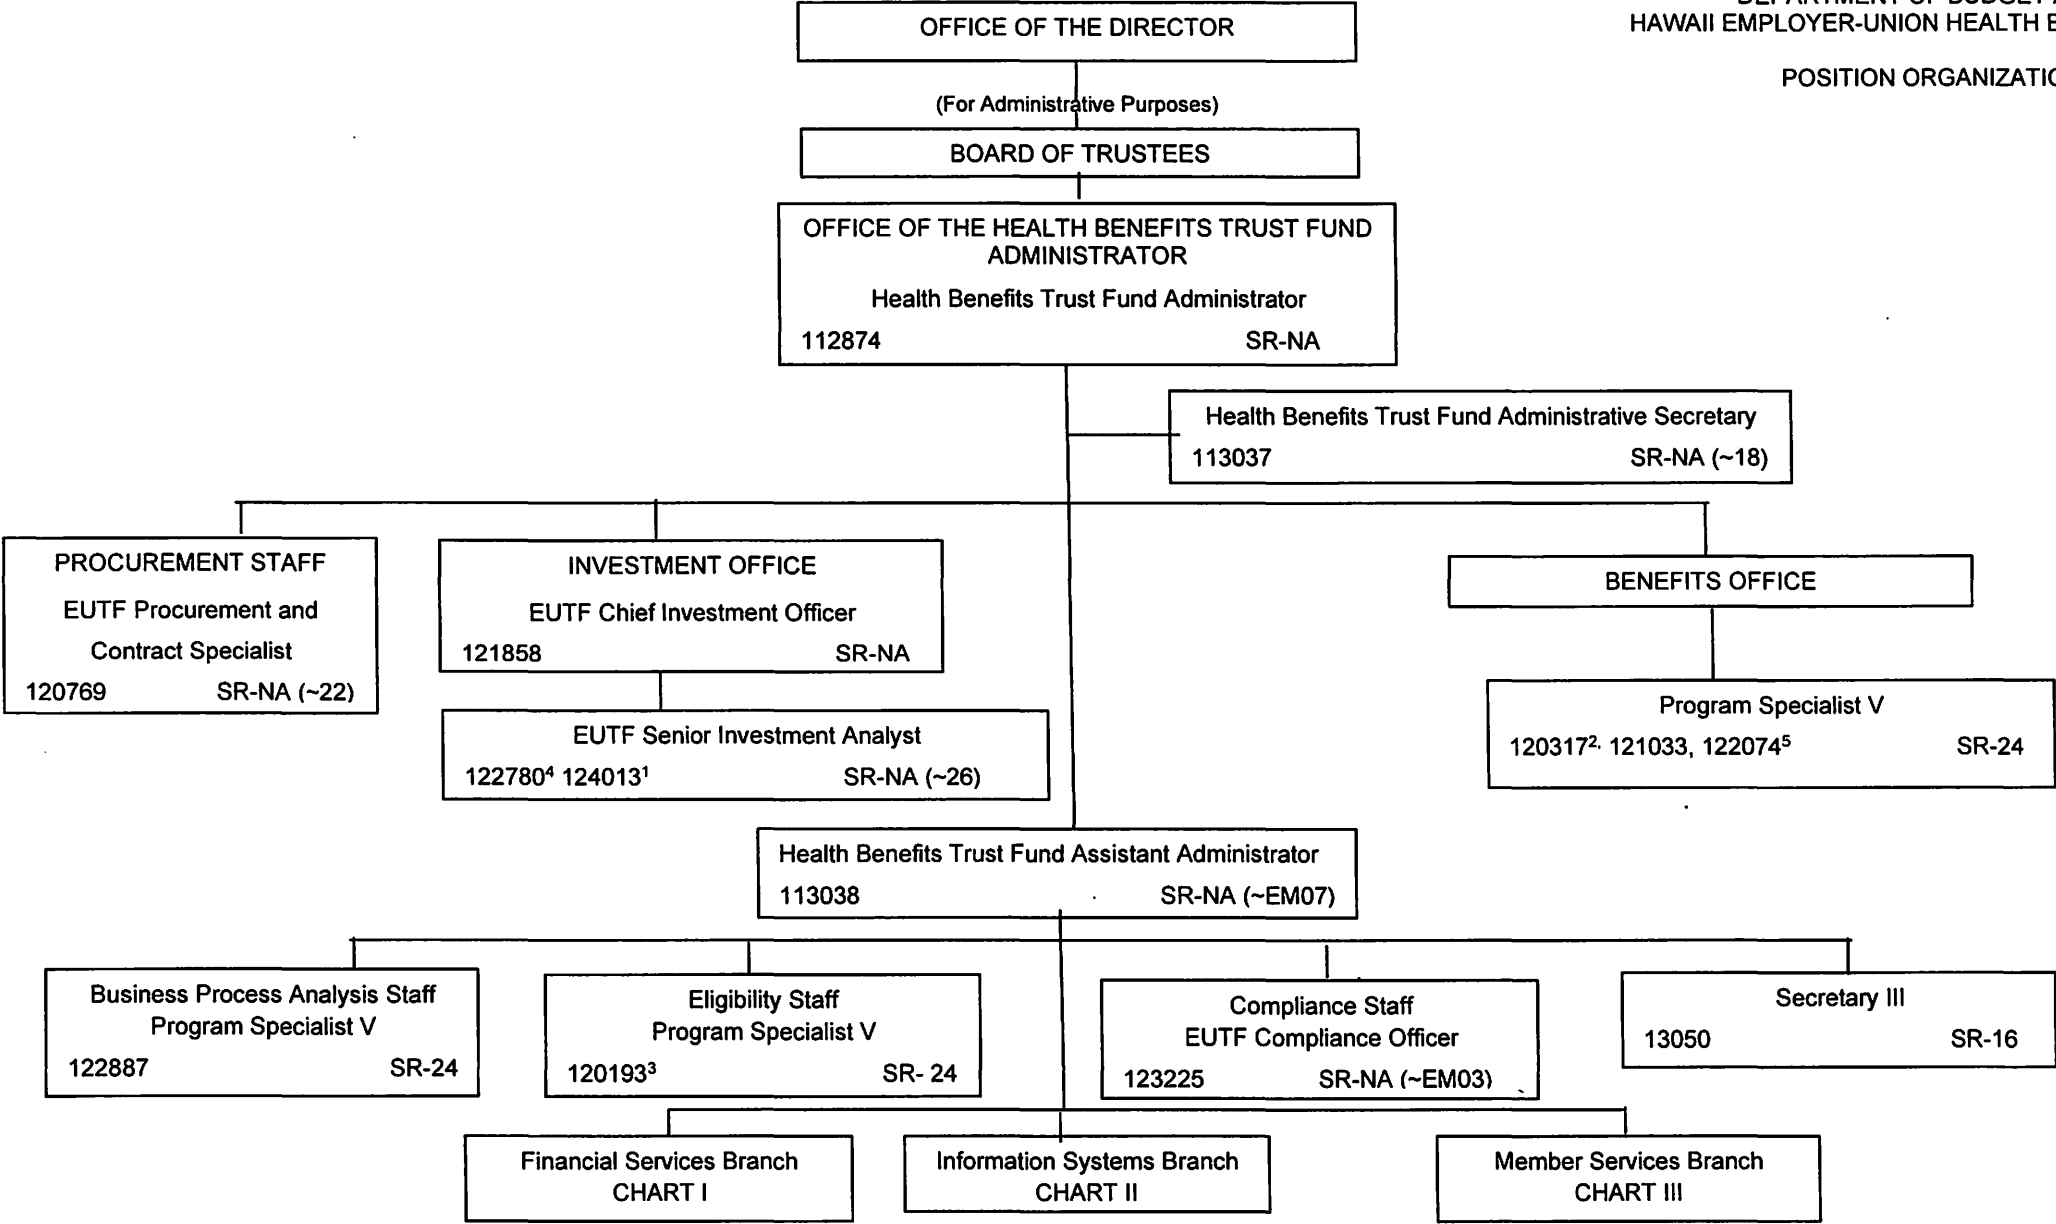 OFFICE OF THE DIRECTOR
DEPARTMENT OF BUDGET
HAWAII EMPLOYER-UNION HEALTH
POSITION
(For Administrative Purposes)
BOARD OF TRUSTEES
OFFICE OF THE HEALTH BENEFITS TRUST FUND
ADMINISTRATOR
Health Benefits Trust Fund Administrator
112874 SR-NA
Health Benefits Trust Fund Administrative Secretary
113037 SR-NA (~18)
PROCUREMENT STAFF
EUTF Procurement and
Contract Specialist
120769 SR-NA (~22)
INVESTMENT OFFICE
EUTF Chief Investment Officer
121858 SR-NA
EUTF Senior Investment Analyst
122780⁴ 124013¹ SR-NA (~26)
BENEFITS OFFICE
Program Specialist V
120317²· 121033, 122074⁵ SR-24
Health Benefits Trust Fund Assistant Administrator
113038 SR-NA (~EM07)
Business Process Analysis Staff
Program Specialist V
122887 SR-24
Eligibility Staff
Program Specialist V
120193³ SR- 24
Compliance Staff
EUTF Compliance Officer
123225 SR-NA (~EM03)
Secretary III
13050 SR-16
Financial Services Branch
CHART I
Information Systems Branch
CHART II
Member Services Branch
CHART III